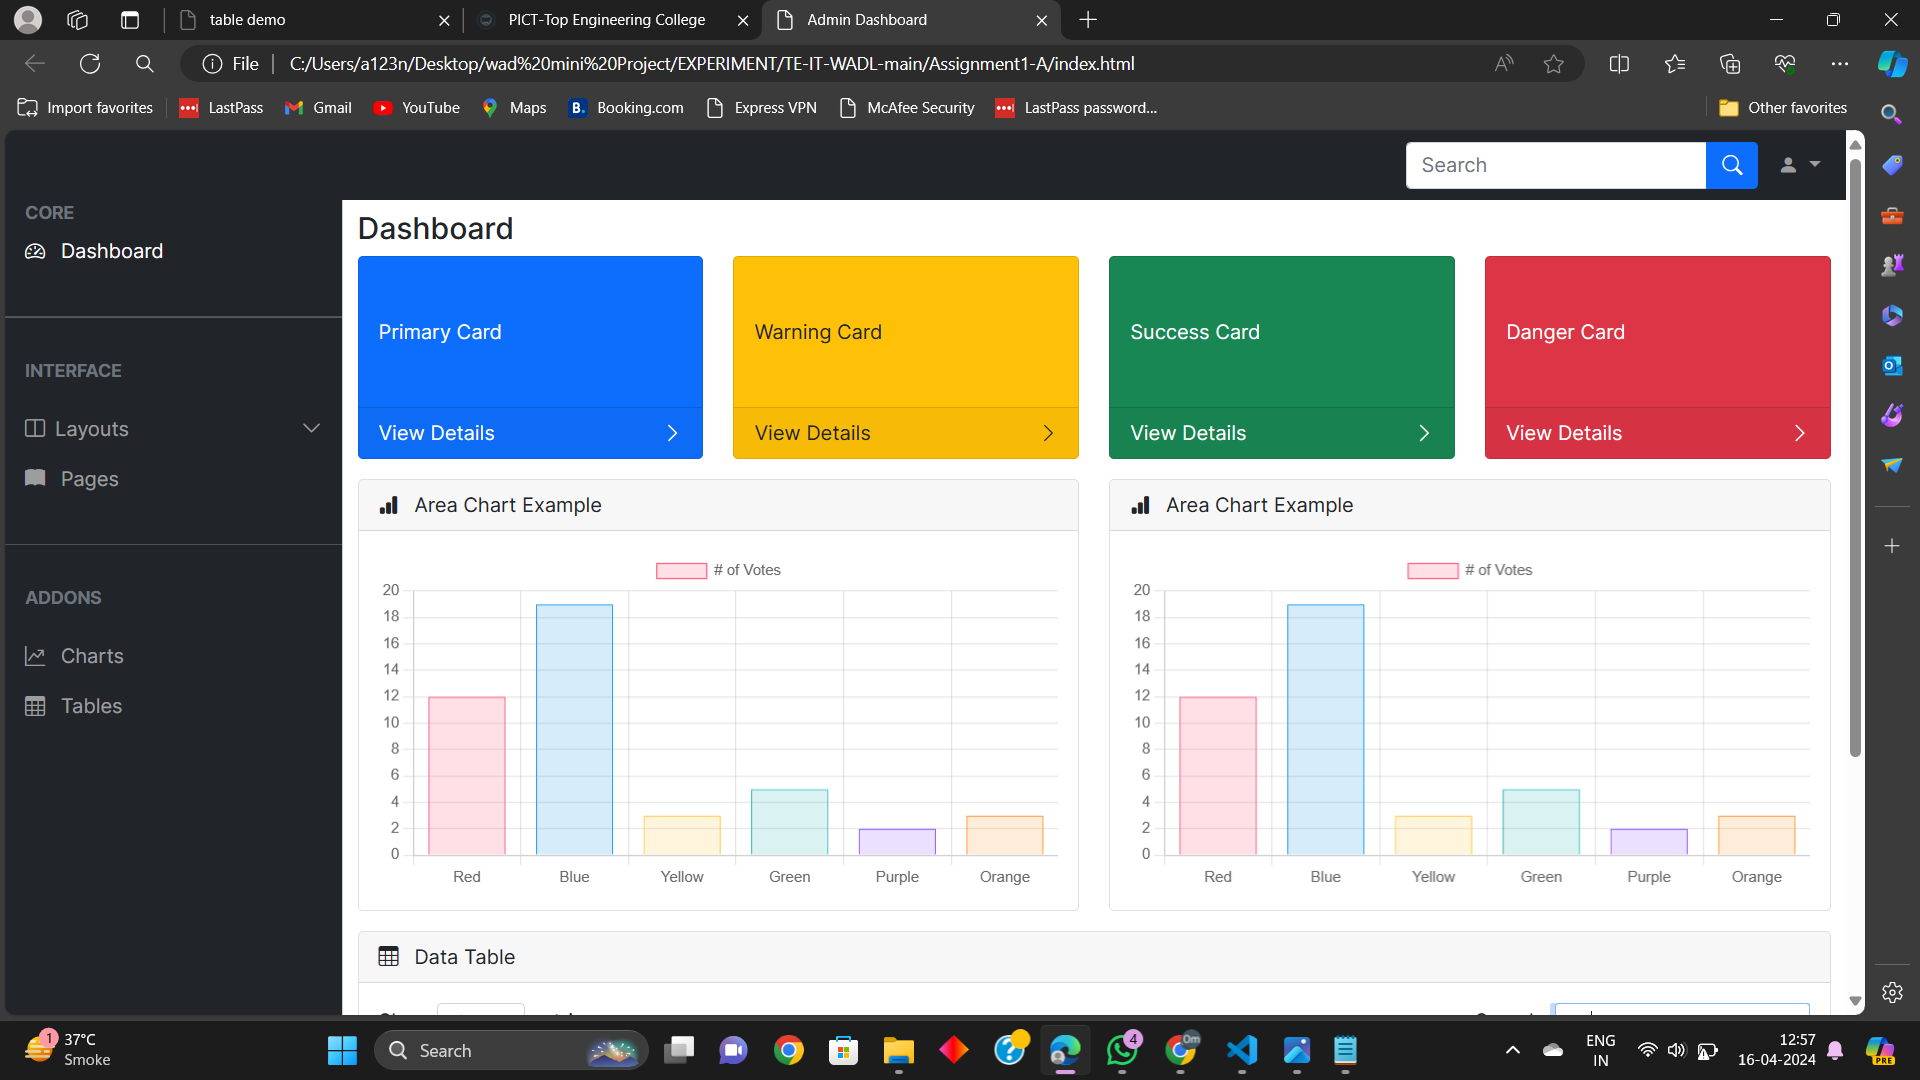 table demo
PICT-Top Engineering College
Admin Dashboard
File
C:/Users/a123n/Desktop/wad%20mini%20Project/EXPERIMENT/TE-IT-WADL-main/Assignment1-A/index.html
Import favorites
LastPass
Gmail
YouTube
Maps
B.
Booking.com
Express VPN
McAfee Security
LastPass password...
Other favorites
Search
CORE
Dashboard
INTERFACE
Layouts
Pages
ADDONS
Charts
Tables
Dashboard
Primary Card
View Details
Warning Card
View Details
Success Card
View Details
Danger Card
View Details
Area Chart Example
# of Votes
20
18
16
14
12
10
8
6
4
2
0
Red Blue Yellow Green Purple Orange
Area Chart Example
# of Votes
20
18
16
14
12
10
8
6
4
2
0
Red Blue Yellow Green Purple Orange
Data Table
1
37°C
Smoke
Search
4
0m
ENG
IN
12:57
16-04-2024
PRE